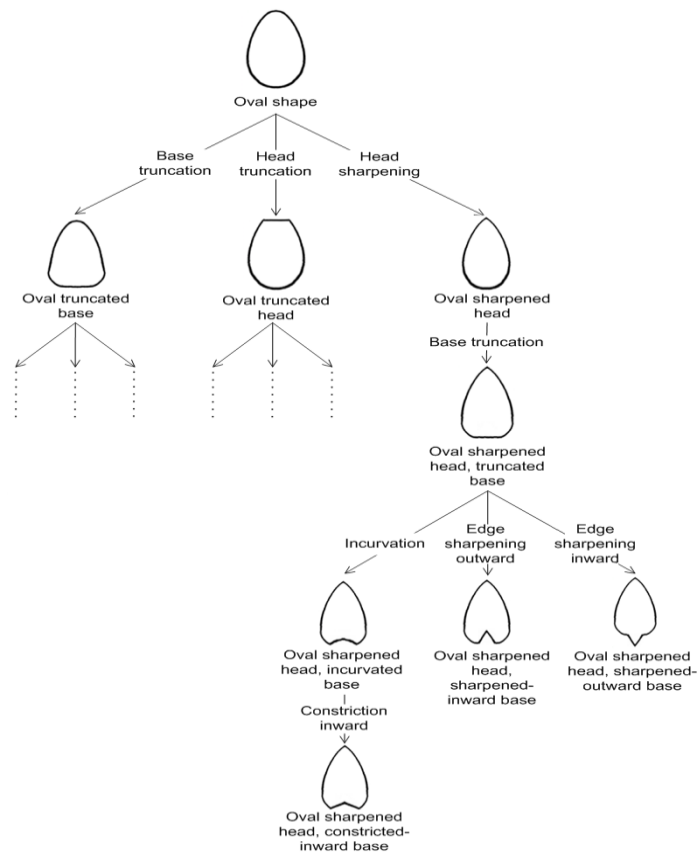 Oval shape
Base
truncation
Head
truncation
Head
sharpening
Oval truncated
base
Oval truncated
head
Oval sharpened
head
Base truncation
Oval sharpened
head, truncated
base
Incurvation
Edge
sharpening
outward
Edge
sharpening
inward
Oval sharpened
head, incurvated
base
Oval sharpened
head,
sharpened-
inward base
Oval sharpened
head, sharpened-
outward base
Constriction
inward
Oval sharpened
head, constricted-
inward base